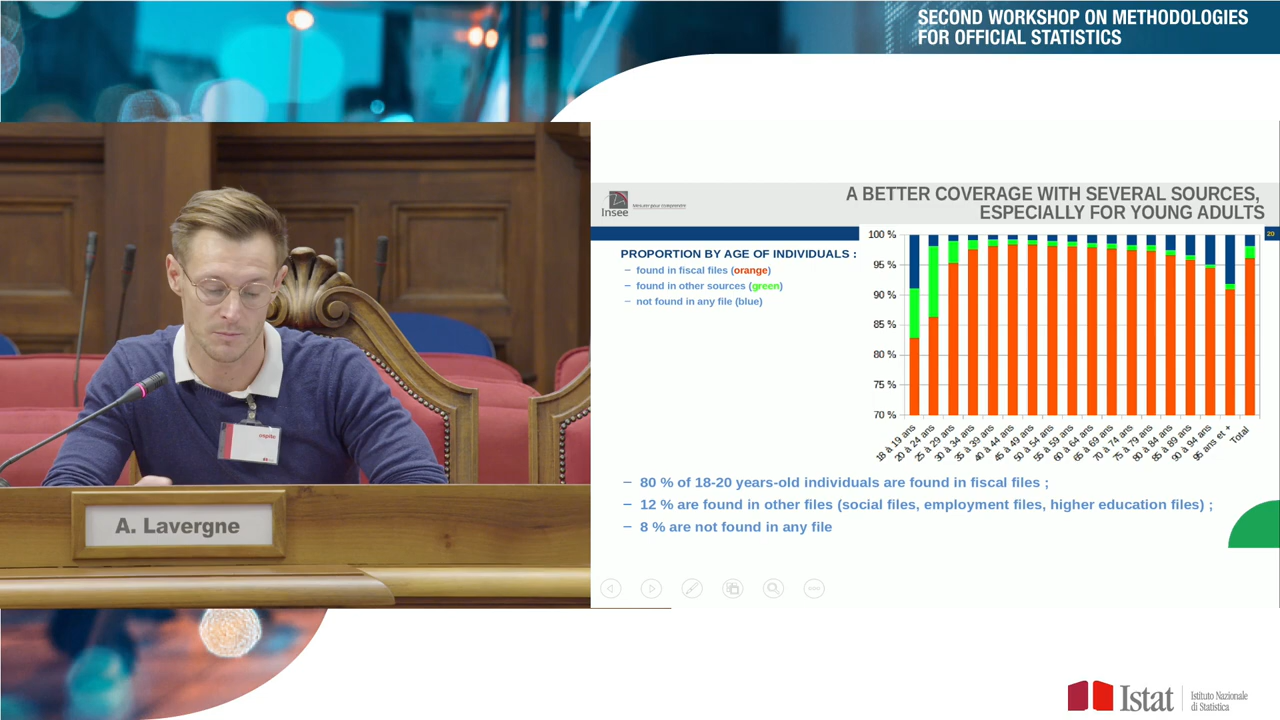 SECOND WORKSHOP ON METHODOLOGIES
FOR OFFICIAL STATISTICS
Insee
Mesurer pour comprendre
A BETTER COVERAGE WITH SEVERAL SOURCES,
ESPECIALLY FOR YOUNG ADULTS
20
PROPORTION BY AGE OF INDIVIDUALS :
– found in fiscal files (orange)
– found in other sources (green)
– not found in any file (blue)
100 %
95 %
90 %
85 %
80 %
75 %
70 %
18 à 19 ans
20 à 24 ans
25 à 29 ans
30 à 34 ans
35 à 39 ans
40 à 44 ans
45 à 49 ans
50 à 54 ans
55 à 59 ans
60 à 64 ans
65 à 69 ans
70 à 74 ans
75 à 79 ans
80 à 84 ans
85 à 89 ans
90 à 94 ans
95 ans et +
Total
– 80 % of 18-20 years-old individuals are found in fiscal files ;
– 12 % are found in other files (social files, employment files, higher education files) ;
– 8 % are not found in any file
ospite
A. Lavergne
Istat
Istituto Nazionale
di Statistica